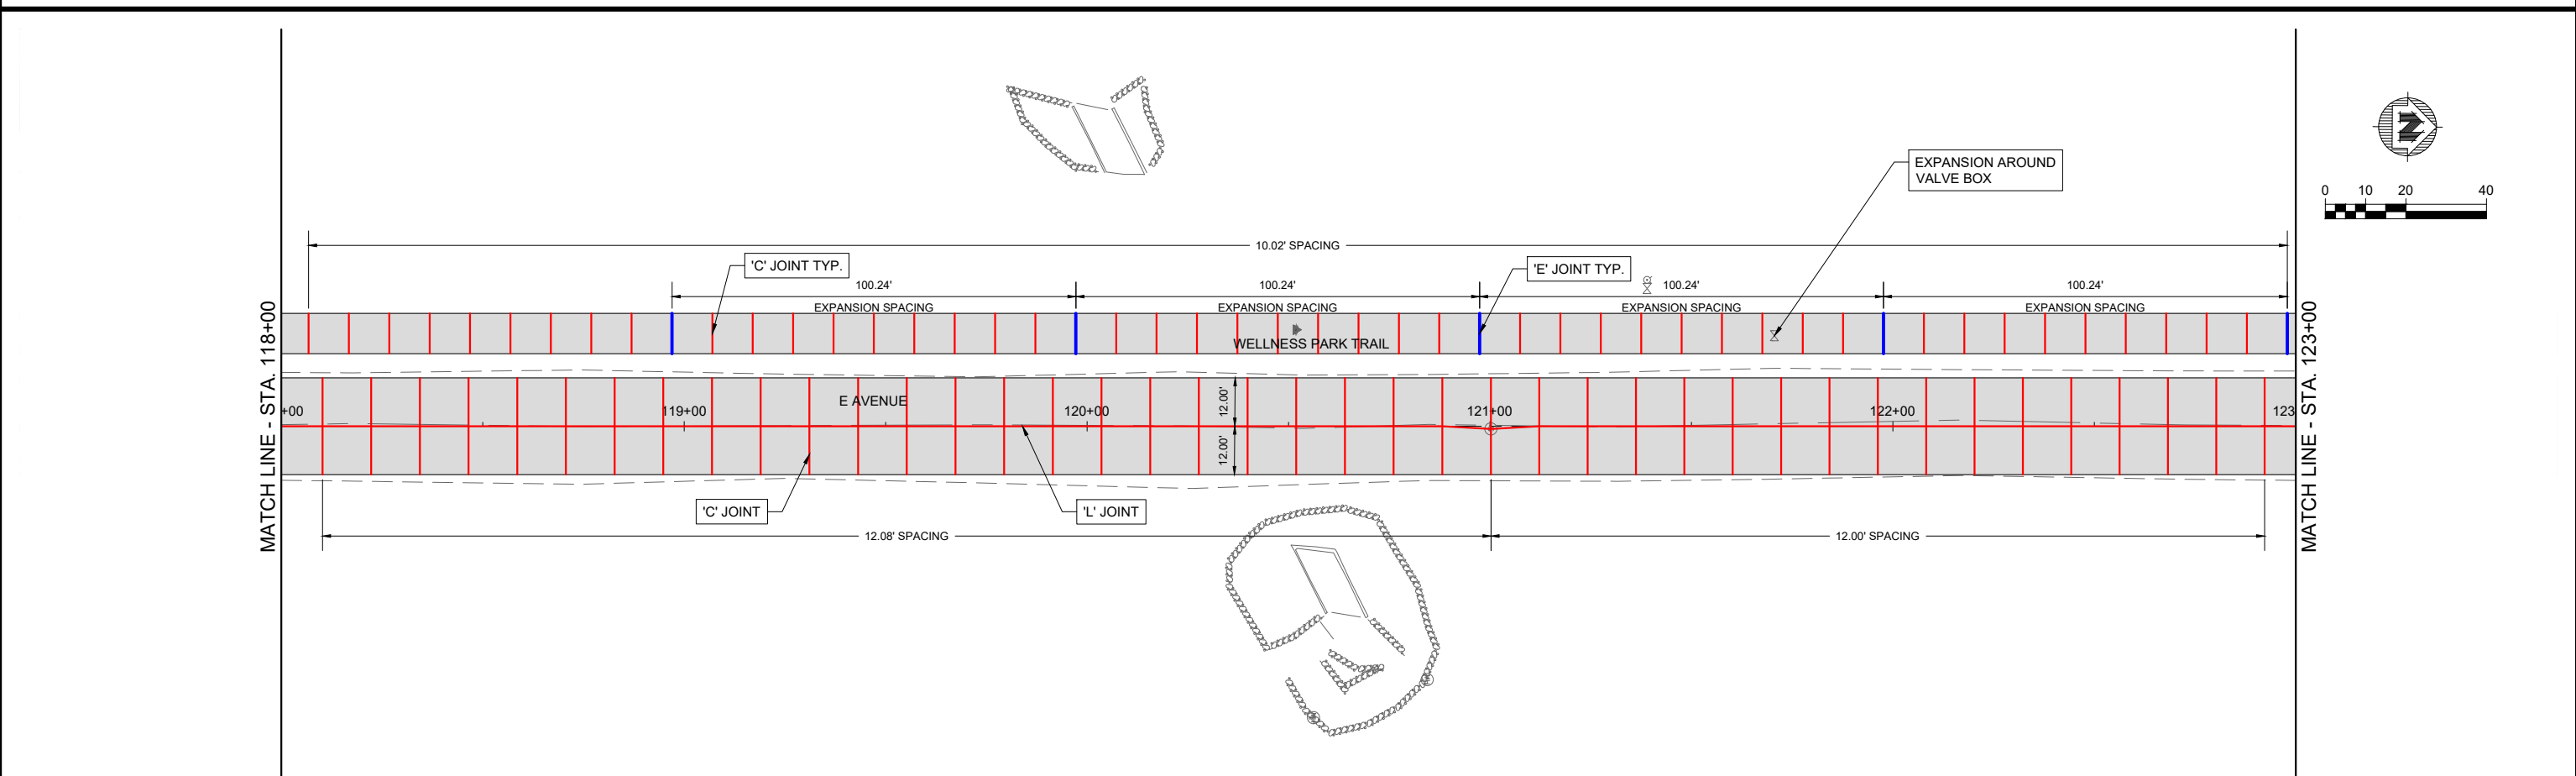 EXPANSION AROUND
VALVE BOX
N
0 10 20 40
10.02' SPACING
'C' JOINT TYP.
'E' JOINT TYP.
100.24'
EXPANSION SPACING
100.24'
EXPANSION SPACING
100.24'
EXPANSION SPACING
100.24'
EXPANSION SPACING
WELLNESS PARK TRAIL
MATCH LINE - STA. 118+00
MATCH LINE - STA. 123+00
E AVENUE
12.00'
12.00'
+00
119+00
120+00
121+00
122+00
123
'C' JOINT
'L' JOINT
12.08' SPACING
12.00' SPACING